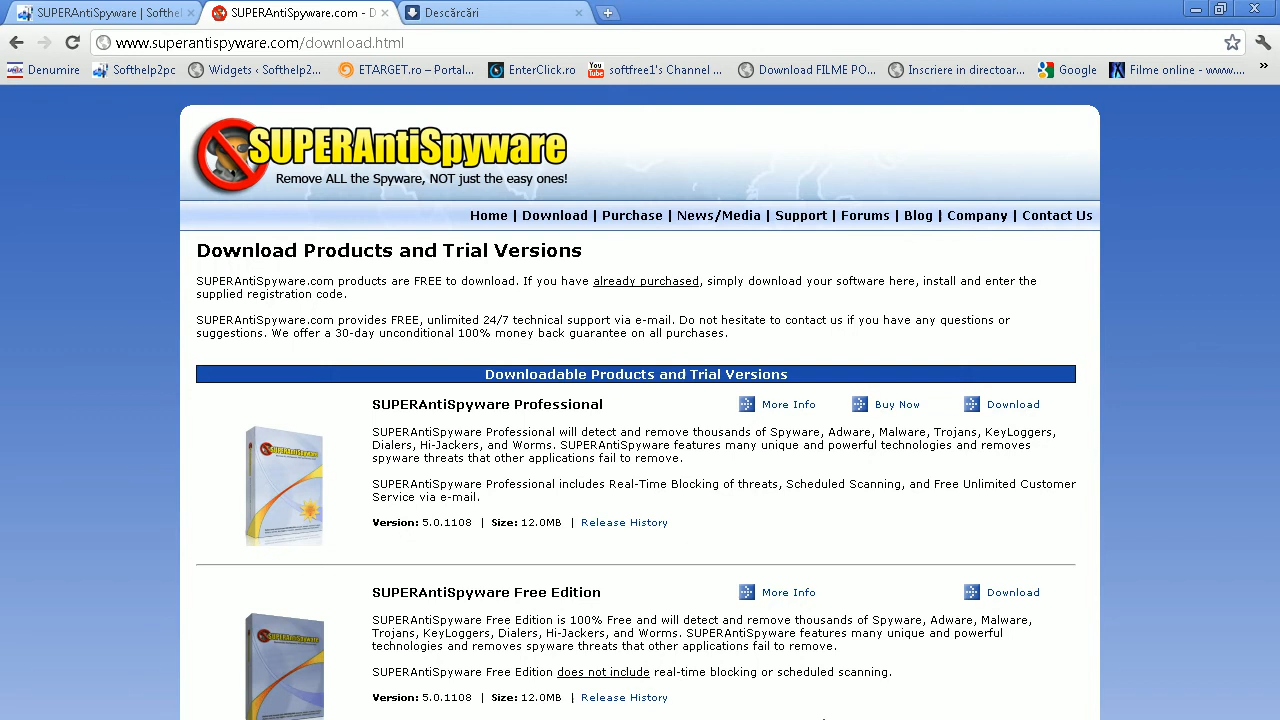 SUPERAntiSpyware | Softhel
SUPERAntiSpyware.com - D
Descărcări
www.superantispyware.com/download.html
UNIX Denumire
Softhelp2pc
Widgets ‹ Softhelp2...
ETARGET.ro – Portal...
EnterClick.ro
You Tube softfree1's Channe...
Download FILME PO...
Inscriere in directoar...
Google
Filme online - www....
SUPERAntiSpyware
Remove ALL the Spyware, NOT just the easy ones!
Home | Download | Purchase | News/Media | Support | Forums | Blog | Company | Contact Us
Download Products and Trial Versions
SUPERAntiSpyware.com products are FREE to download. If you have already purchased, simply download your software here, install and enter the
supplied registration code.
SUPERAntiSpyware.com provides FREE, unlimited 24/7 technical support via e-mail. Do not hesitate to contact us if you have any questions or
suggestions. We offer a 30-day unconditional 100% money back guarantee on all purchases.
Downloadable Products and Trial Versions
SUPERAntiSpyware Professional More Info Buy Now Download
SUPERAntiSpyware Professional will detect and remove thousands of Spyware, Adware, Malware, Trojans, KeyLoggers,
Dialers, Hi-Jackers, and Worms. SUPERAntiSpyware features many unique and powerful technologies and removes
spyware threats that other applications fail to remove.
SUPERAntiSpyware Professional includes Real-Time Blocking of threats, Scheduled Scanning, and Free Unlimited Customer
Service via e-mail.
Version: 5.0.1108 | Size: 12.0MB | Release History
SUPERAntiSpyware
SUPERAntiSpyware Free Edition More Info Download
SUPERAntiSpyware Free Edition is 100% Free and will detect and remove thousands of Spyware, Adware, Malware,
Trojans, KeyLoggers, Dialers, Hi-Jackers, and Worms. SUPERAntiSpyware features many unique and powerful
technologies and removes spyware threats that other applications fail to remove.
SUPERAntiSpyware Free Edition does not include real-time blocking or scheduled scanning.
Version: 5.0.1108 | Size: 12.0MB | Release History
SUPERAntiSpyware